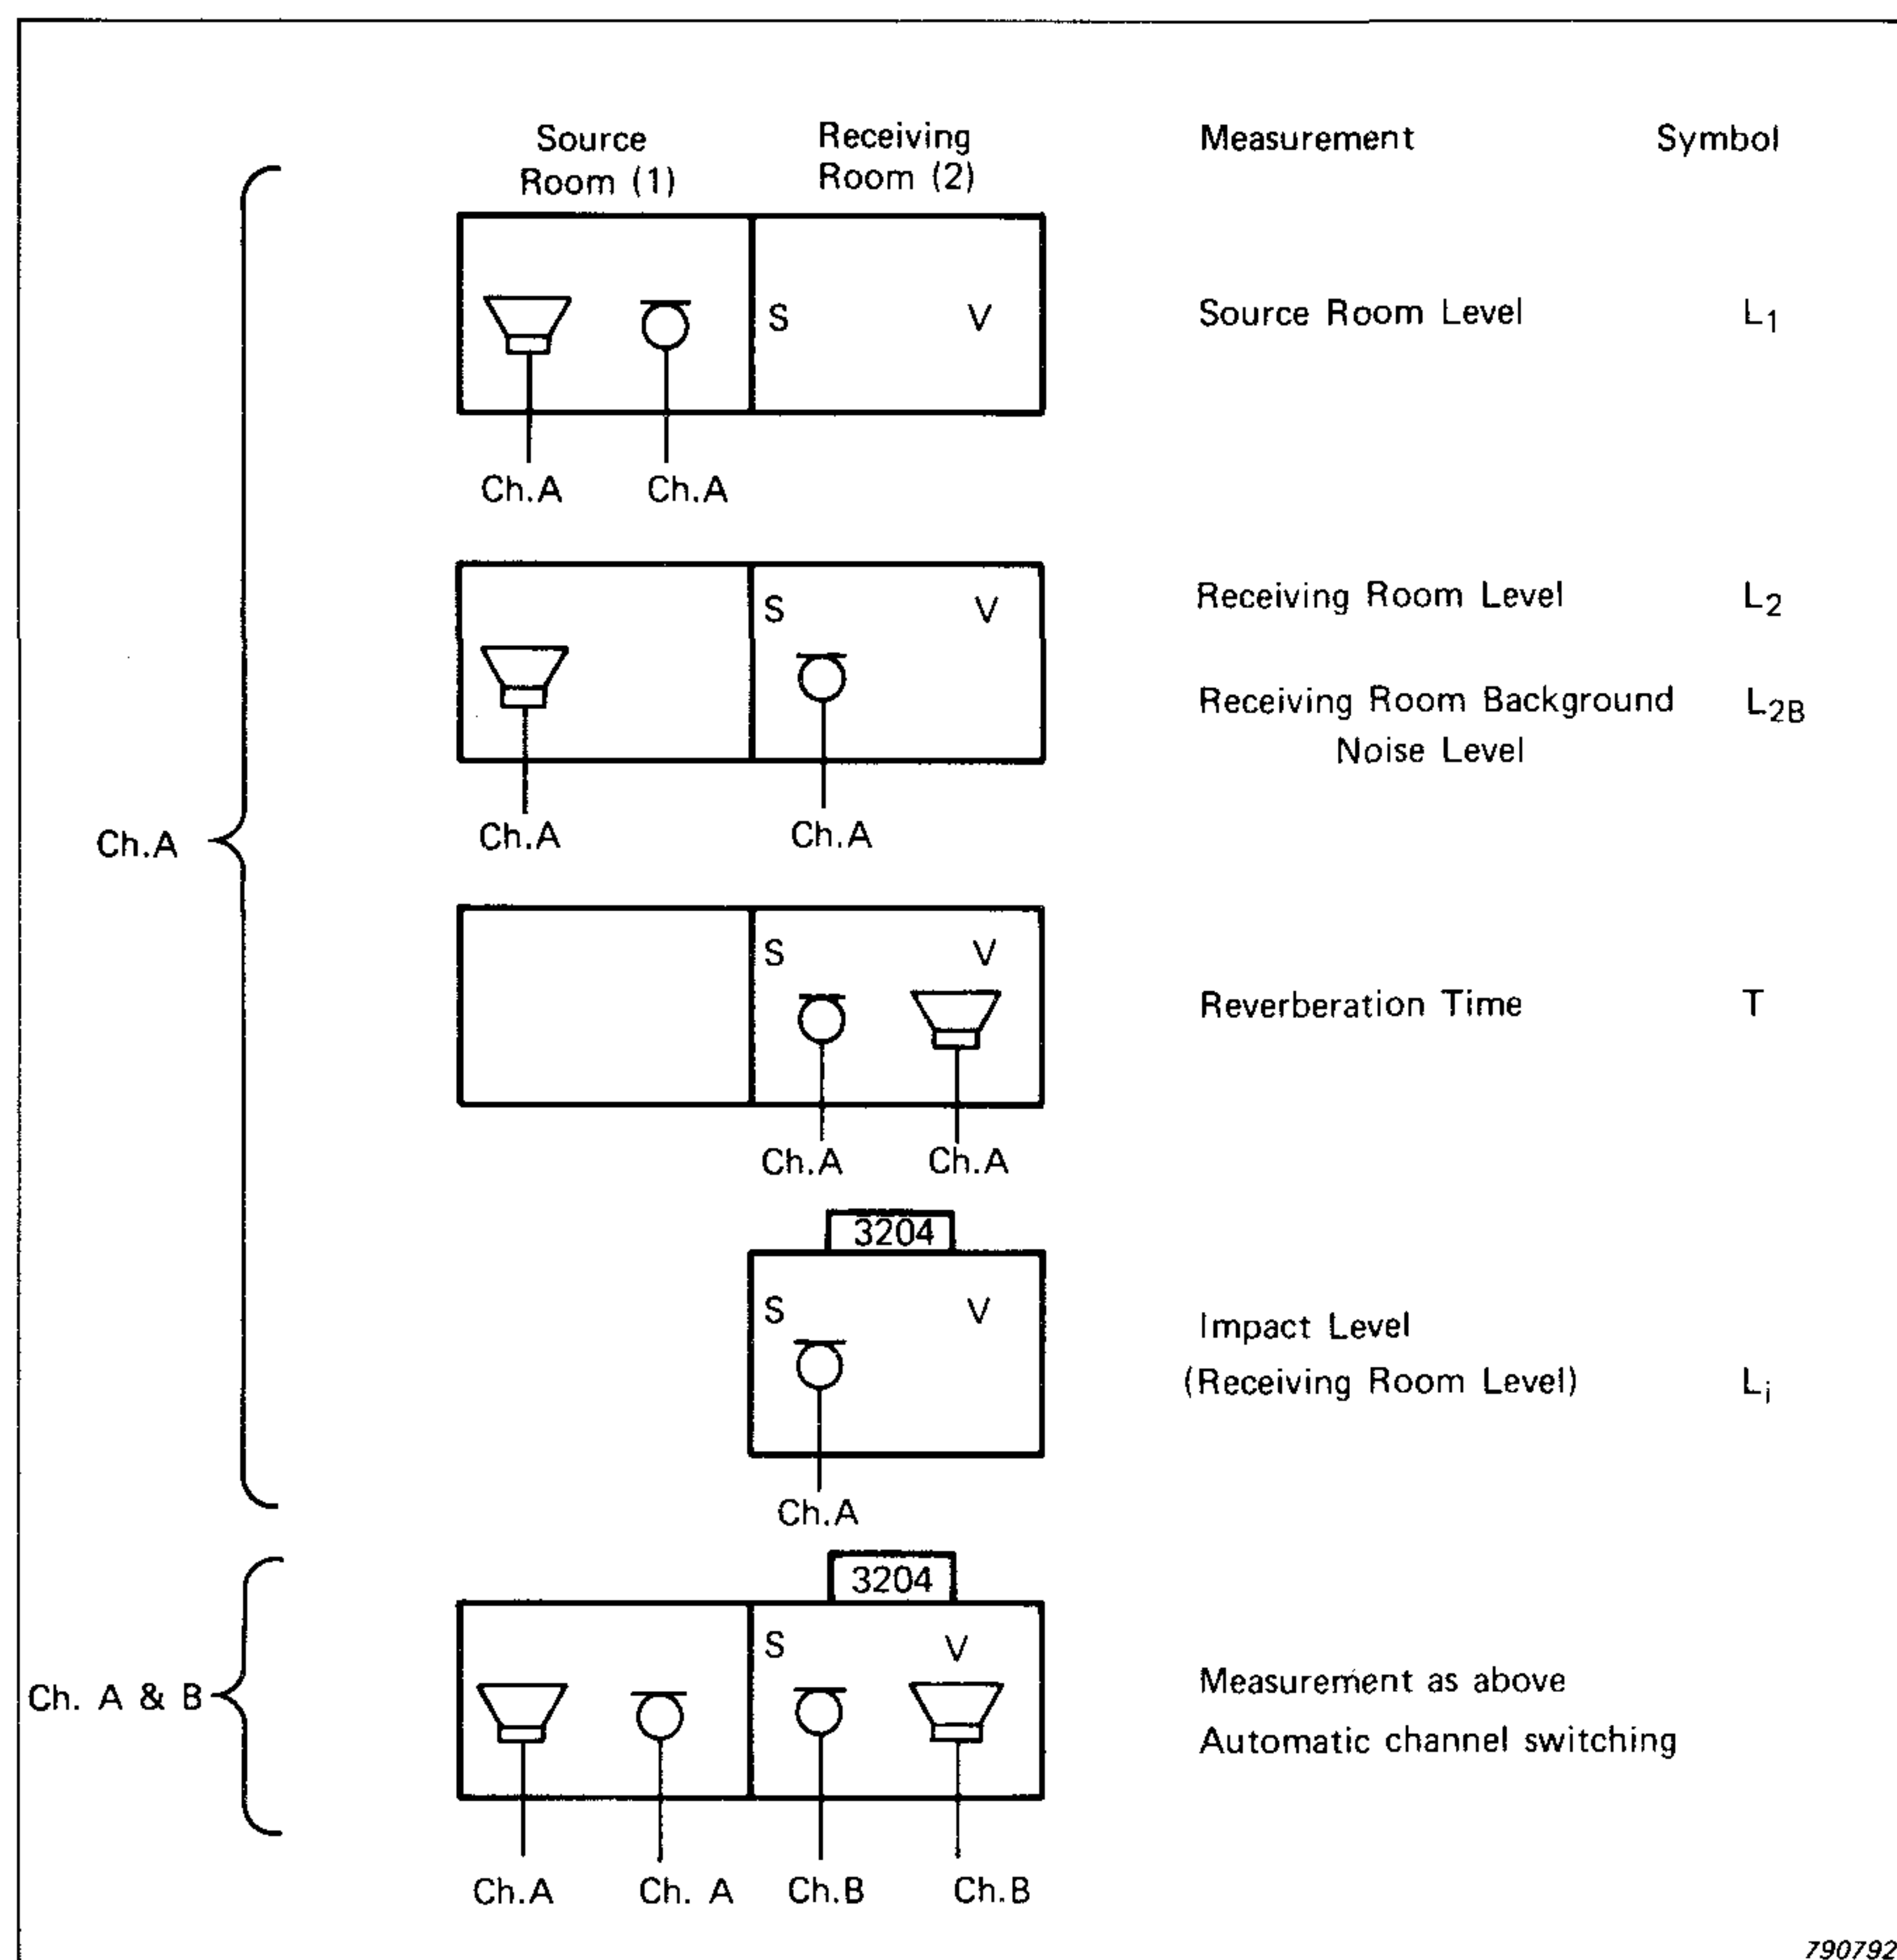 Source Room (1)
Receiving Room (2)
Measurement
Symbol
S V
Source Room Level L1
Ch.A Ch.A
S V
Receiving Room Level L2
Receiving Room Background L2B
Noise Level
Ch.A Ch.A
Ch.A
S V
Reverberation Time T
Ch.A Ch.A
3204
S V
Impact Level
(Receiving Room Level) Li
Ch.A
3204
S V
Ch. A & B
Measurement as above
Automatic channel switching
Ch.A Ch. A Ch.B Ch.B
790792